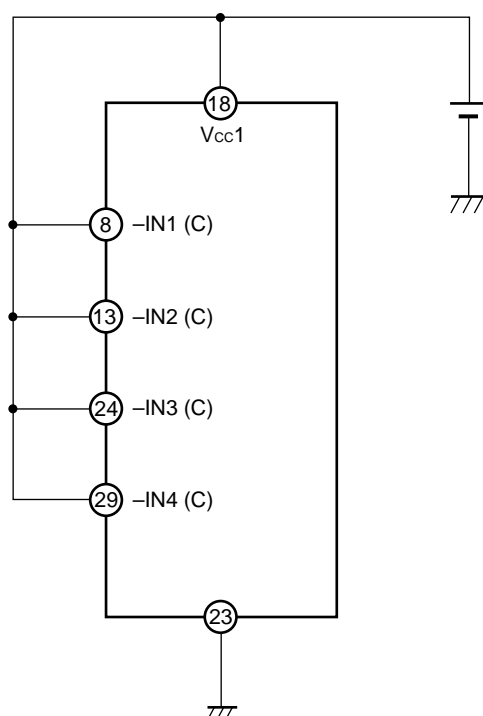 18
Vcc1
8 –IN1 (C)
13 –IN2 (C)
24 –IN3 (C)
29 –IN4 (C)
23